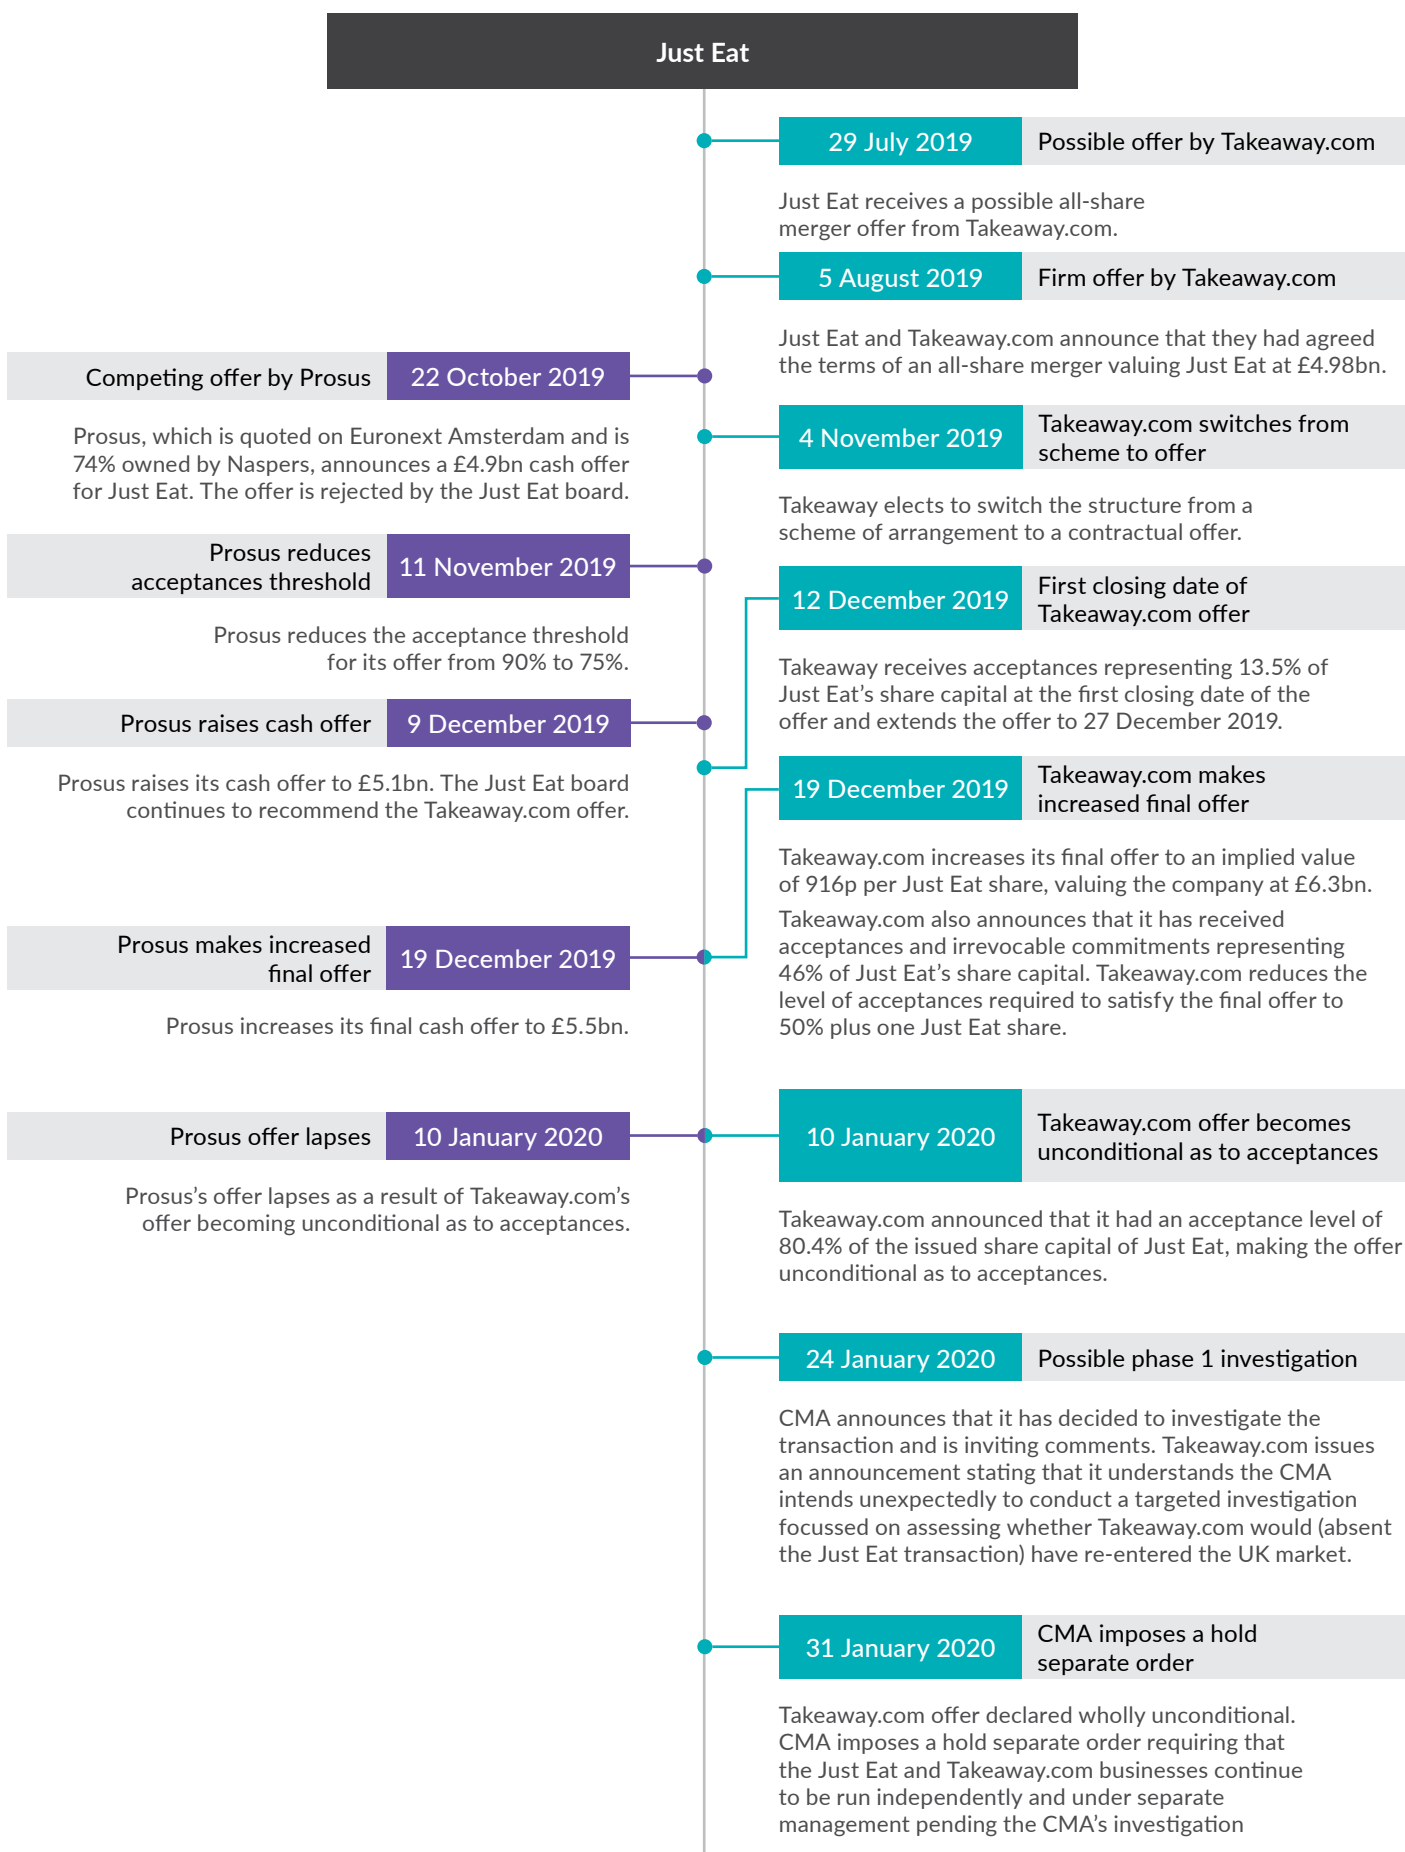 Just Eat
29 July 2019
Possible offer by Takeaway.com
Just Eat receives a possible all-share
merger offer from Takeaway.com.
5 August 2019
Firm offer by Takeaway.com
Just Eat and Takeaway.com announce that they had agreed
the terms of an all-share merger valuing Just Eat at £4.98bn.
Competing offer by Prosus
22 October 2019
Prosus, which is quoted on Euronext Amsterdam and is
74% owned by Naspers, announces a £4.9bn cash offer
for Just Eat. The offer is rejected by the Just Eat board.
4 November 2019
Takeaway.com switches from
scheme to offer
Takeaway elects to switch the structure from a
scheme of arrangement to a contractual offer.
Prosus reduces
acceptances threshold
11 November 2019
Prosus reduces the acceptance threshold
for its offer from 90% to 75%.
Prosus raises cash offer
9 December 2019
Prosus raises its cash offer to £5.1bn. The Just Eat board
continues to recommend the Takeaway.com offer.
12 December 2019
First closing date of
Takeaway.com offer
Takeaway receives acceptances representing 13.5% of
Just Eat’s share capital at the first closing date of the
offer and extends the offer to 27 December 2019.
19 December 2019
Takeaway.com makes
increased final offer
Takeaway.com increases its final offer to an implied value
of 916p per Just Eat share, valuing the company at £6.3bn.
Takeaway.com also announces that it has received
acceptances and irrevocable commitments representing
46% of Just Eat’s share capital. Takeaway.com reduces the
level of acceptances required to satisfy the final offer to
50% plus one Just Eat share.
Prosus makes increased
final offer
19 December 2019
Prosus increases its final cash offer to £5.5bn.
Prosus offer lapses
10 January 2020
Prosus’s offer lapses as a result of Takeaway.com’s
offer becoming unconditional as to acceptances.
10 January 2020
Takeaway.com offer becomes
unconditional as to acceptances
Takeaway.com announced that it had an acceptance level of
80.4% of the issued share capital of Just Eat, making the offer
unconditional as to acceptances.
24 January 2020
Possible phase 1 investigation
CMA announces that it has decided to investigate the
transaction and is inviting comments. Takeaway.com issues
an announcement stating that it understands the CMA
intends unexpectedly to conduct a targeted investigation
focussed on assessing whether Takeaway.com would (absent
the Just Eat transaction) have re-entered the UK market.
31 January 2020
CMA imposes a hold
separate order
Takeaway.com offer declared wholly unconditional.
CMA imposes a hold separate order requiring that
the Just Eat and Takeaway.com businesses continue
to be run independently and under separate
management pending the CMA’s investigation